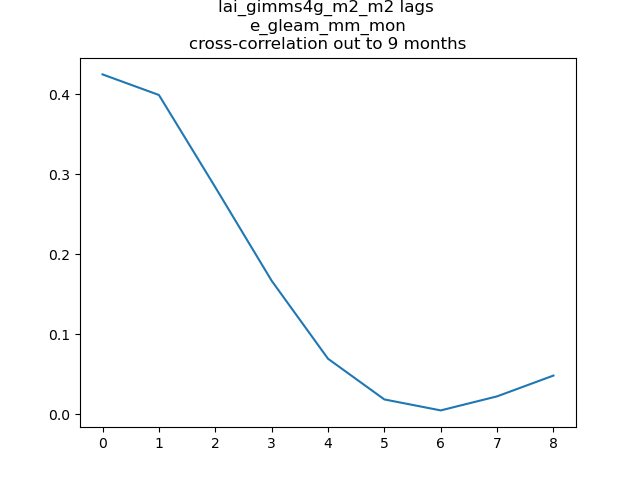 lai_gimms4g_m2_m2 lags
e_gleam_mm_mon
cross-correlation out to 9 months
0.4
0.3
0.2
0.1
0.0
0 1 2 3 4 5 6 7 8